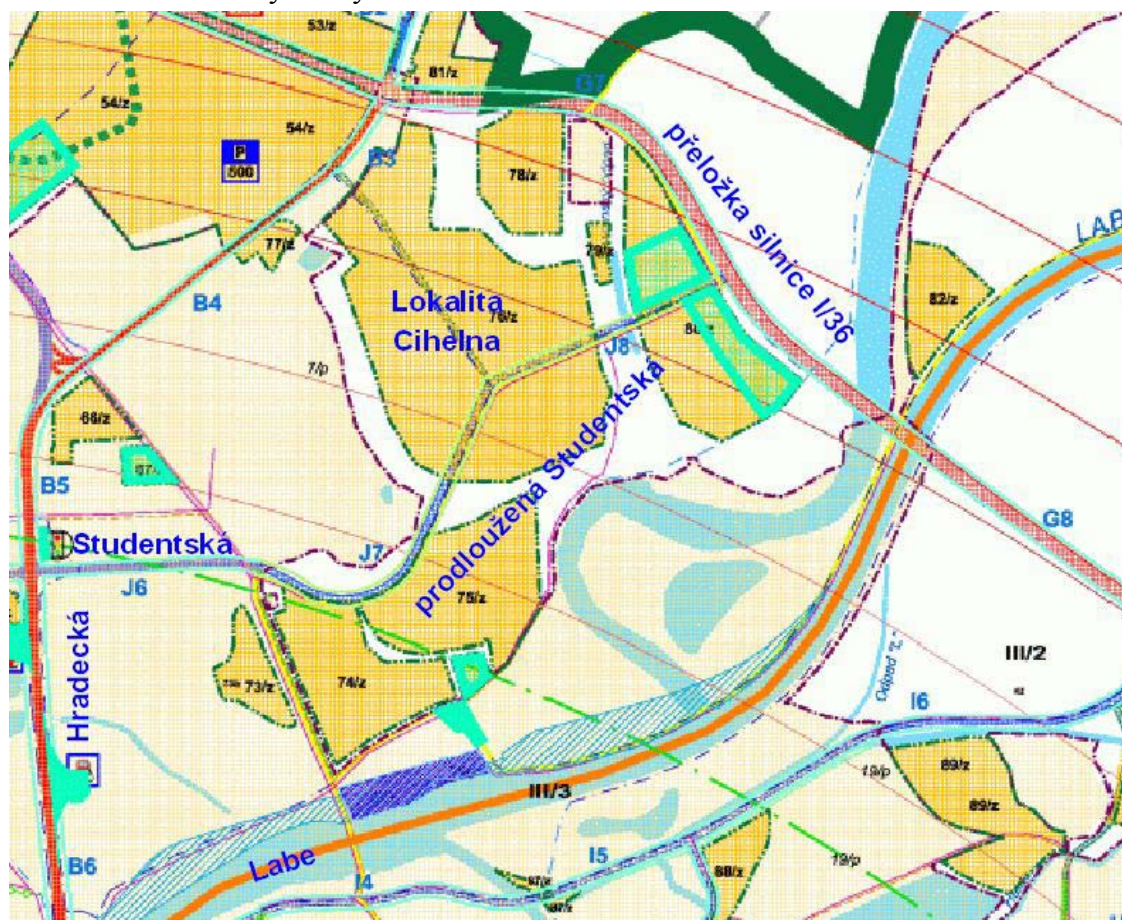 53/z
81/z
G7
54/z
54/z
P
500
B3
78/z
přeložka silnice I/36
LAB
77/z
79/z
82/z
B4
Lokalita
76/z
Cihelna
J8
7/p
66/z
B5
prodloužená Studentská
G8
Studentská
J7
J6
75/z
Hradecká
III/2
73/z
74/z
I6
III/3
19/p
89/z
89/z
Labe
I5
19/p
88/z
B6
I4